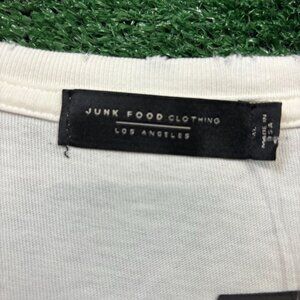 JUNK FOOD CLOTHING
LOS ANGELES
XL
MADE IN
USA